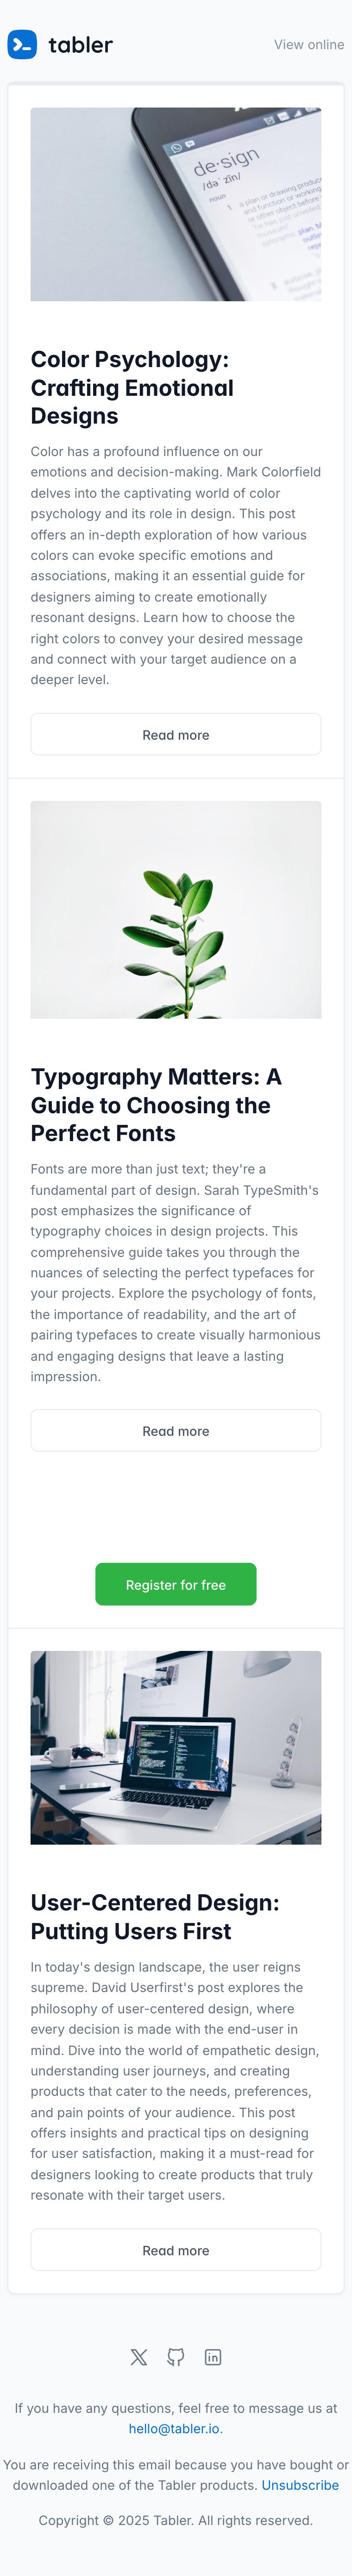 tabler
View online
de·sign
/dəˈzīn/
noun
Color Psychology:
Crafting Emotional
Designs
Color has a profound influence on our
emotions and decision-making. Mark Colorfield
delves into the captivating world of color
psychology and its role in design. This post
offers an in-depth exploration of how various
colors can evoke specific emotions and
associations, making it an essential guide for
designers aiming to create emotionally
resonant designs. Learn how to choose the
right colors to convey your desired message
and connect with your target audience on a
deeper level.
Read more
Typography Matters: A
Guide to Choosing the
Perfect Fonts
Fonts are more than just text; they're a
fundamental part of design. Sarah TypeSmith's
post emphasizes the significance of
typography choices in design projects. This
comprehensive guide takes you through the
nuances of selecting the perfect typefaces for
your projects. Explore the psychology of fonts,
the importance of readability, and the art of
pairing typefaces to create visually harmonious
and engaging designs that leave a lasting
impression.
Read more
Register for free
User-Centered Design:
Putting Users First
In today's design landscape, the user reigns
supreme. David Userfirst's post explores the
philosophy of user-centered design, where
every decision is made with the end-user in
mind. Dive into the world of empathetic design,
understanding user journeys, and creating
products that cater to the needs, preferences,
and pain points of your audience. This post
offers insights and practical tips on designing
for user satisfaction, making it a must-read for
designers looking to create products that truly
resonate with their target users.
Read more
If you have any questions, feel free to message us at
hello@tabler.io.
You are receiving this email because you have bought or
downloaded one of the Tabler products. Unsubscribe
Copyright © 2025 Tabler. All rights reserved.